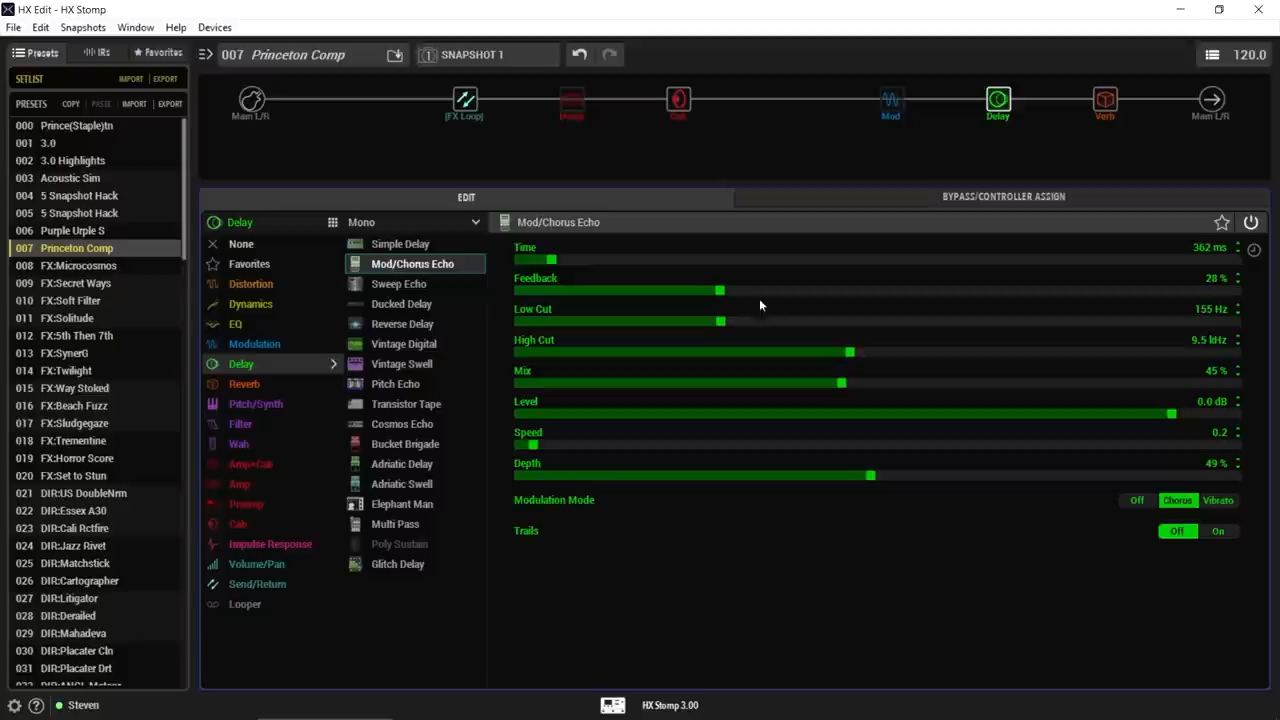 HX Edit - HX Stomp
File Edit Snapshots Window Help Devices
Presets IRs Favorites
007 Princeton Comp
1 SNAPSHOT 1
120.0
SETLIST IMPORT EXPORT
PRESETS COPY PASTE IMPORT EXPORT
000 Prince(Staple)tn
001 3.0
002 3.0 Highlights
003 Acoustic Sim
004 5 Snapshot Hack
005 5 Snapshot Hack
006 Purple Urple S
007 Princeton Comp
008 FX:Microcosmos
009 FX:Secret Ways
010 FX:Soft Filter
011 FX:Solitude
012 FX:5th Then 7th
013 FX:SynerG
014 FX:Twilight
015 FX:Way Stoked
016 FX:Beach Fuzz
017 FX:Sludgegaze
018 FX:Trementine
019 FX:Horror Score
020 FX:Set to Stun
021 DIR:US DoubleNrm
022 DIR:Essex A30
023 DIR:Cali Rctfire
024 DIR:Jazz Rivet
025 DIR:Matchstick
026 DIR:Cartographer
027 DIR:Litigator
028 DIR:Derailed
029 DIR:Mahadeva
030 DIR:Placater Cln
031 DIR:Placater Drt
Main L/R
[FX Loop]
Cab
Mod
Delay
Verb
Main L/R
EDIT
BYPASS/CONTROLLER ASSIGN
Delay
None
Favorites
Distortion
Dynamics
EQ
Modulation
Delay
Reverb
Pitch/Synth
Filter
Wah
Amp+Cab
Amp
Preamp
Cab
Impulse Response
Volume/Pan
Send/Return
Looper
Mono
Simple Delay
Mod/Chorus Echo
Sweep Echo
Ducked Delay
Reverse Delay
Vintage Digital
Vintage Swell
Pitch Echo
Transistor Tape
Cosmos Echo
Bucket Brigade
Adriatic Delay
Adriatic Swell
Elephant Man
Multi Pass
Poly Sustain
Glitch Delay
Mod/Chorus Echo
Time 362 ms
Feedback 28 %
Low Cut 155 Hz
High Cut 9.5 kHz
Mix 45 %
Level 0.0 dB
Speed 0.2
Depth 49 %
Modulation Mode Off Chorus Vibrato
Trails Off On
Steven
HX Stomp 3.00